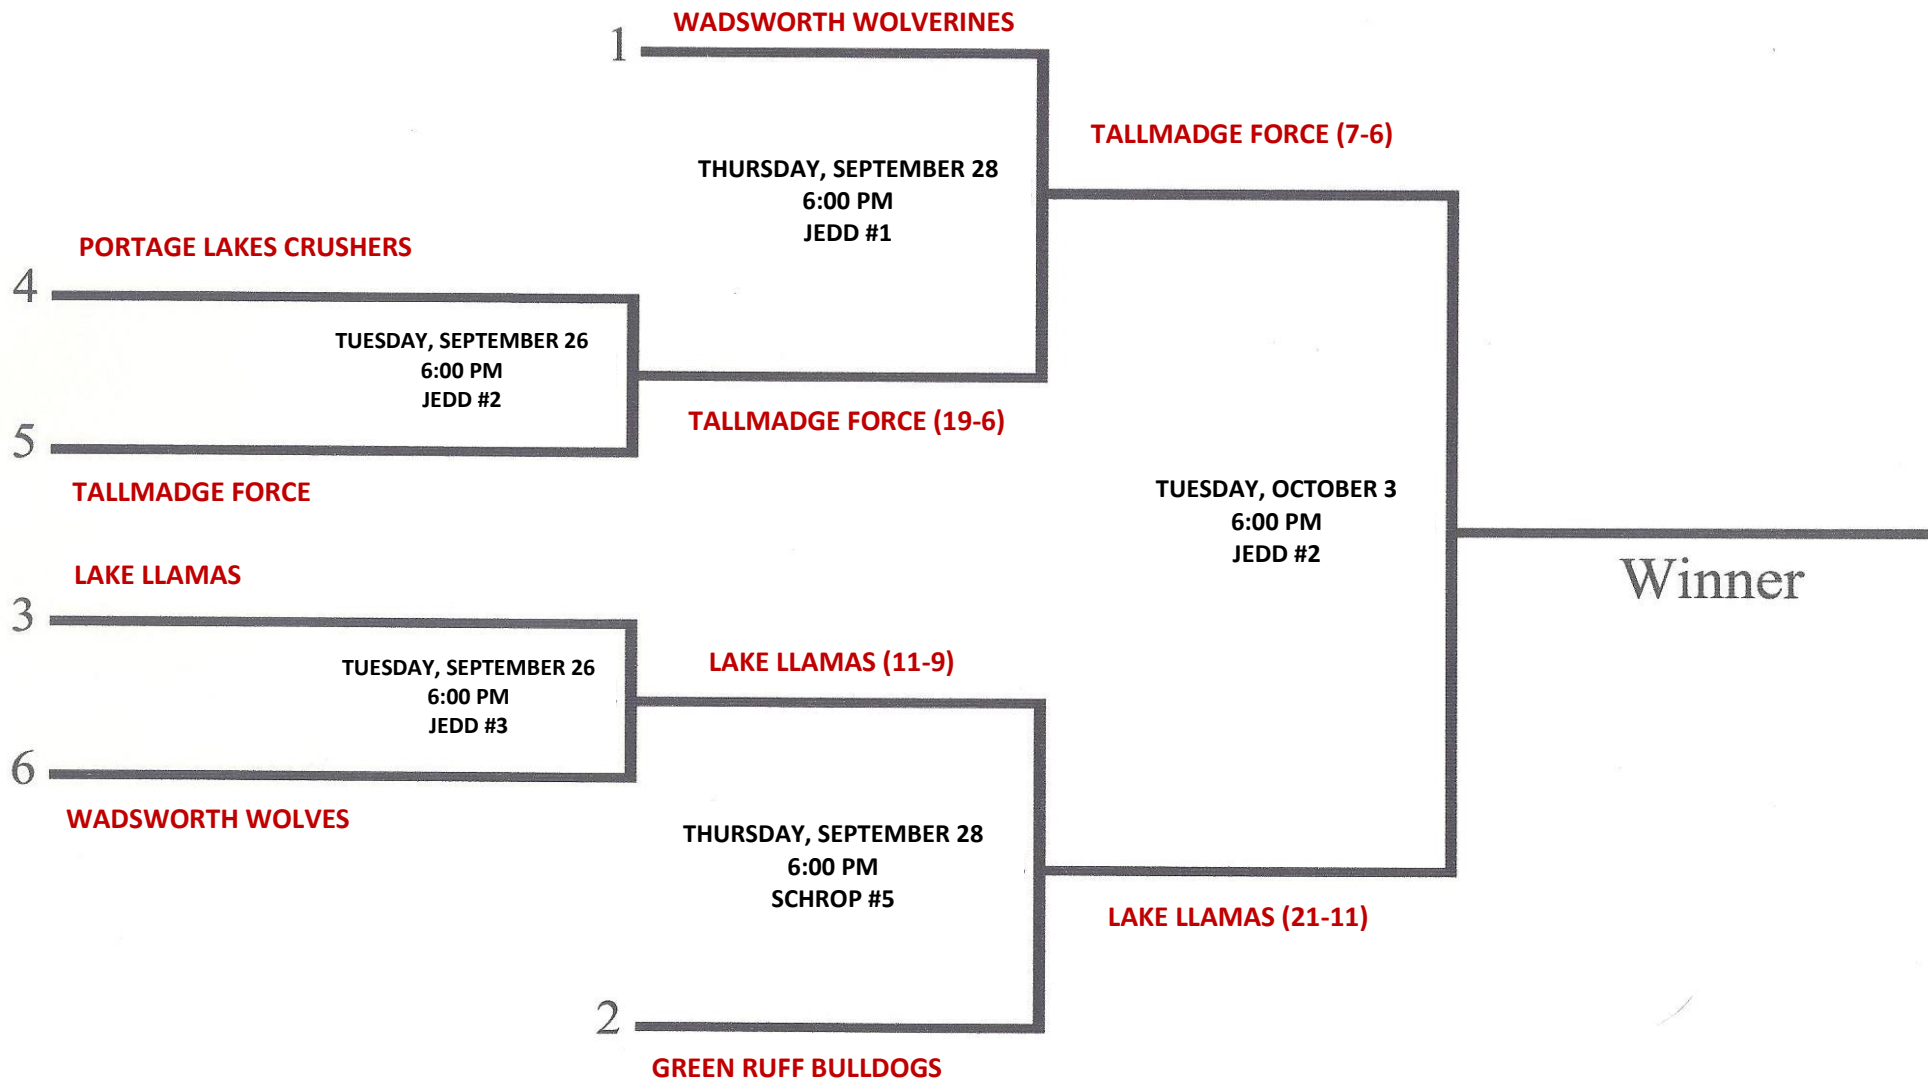 WADSWORTH WOLVERINES
1
TALLMADGE FORCE (7-6)
THURSDAY, SEPTEMBER 28
6:00 PM
JEDD #1
PORTAGE LAKES CRUSHERS
4
TUESDAY, SEPTEMBER 26
6:00 PM
JEDD #2
TALLMADGE FORCE (19-6)
5
TALLMADGE FORCE
TUESDAY, OCTOBER 3
6:00 PM
JEDD #2
Winner
LAKE LLAMAS
3
TUESDAY, SEPTEMBER 26
6:00 PM
JEDD #3
LAKE LLAMAS (11-9)
6
WADSWORTH WOLVES
THURSDAY, SEPTEMBER 28
6:00 PM
SCHROP #5
LAKE LLAMAS (21-11)
2
GREEN RUFF BULLDOGS